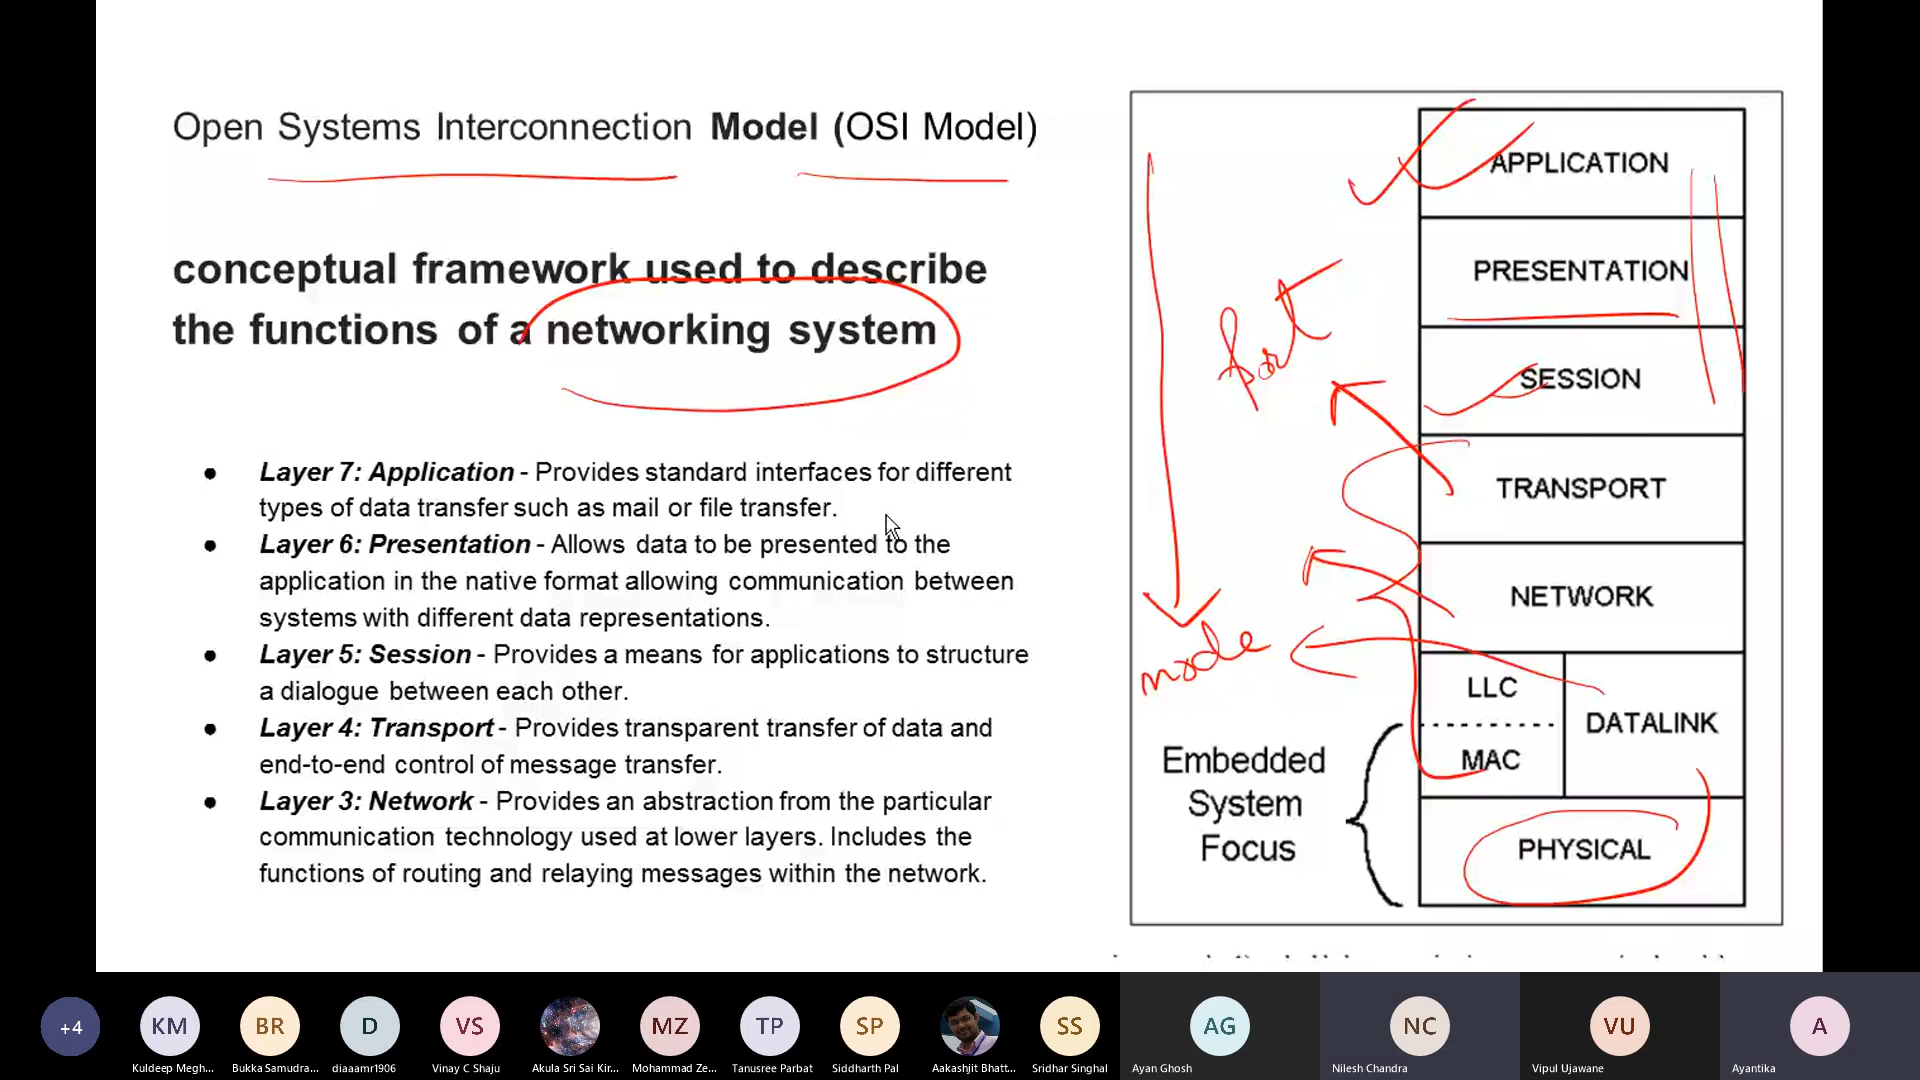 Open Systems Interconnection Model (OSI Model)
conceptual framework used to describe
the functions of a networking system
● Layer 7: Application - Provides standard interfaces for different
types of data transfer such as mail or file transfer.
● Layer 6: Presentation - Allows data to be presented to the
application in the native format allowing communication between
systems with different data representations.
● Layer 5: Session - Provides a means for applications to structure
a dialogue between each other.
● Layer 4: Transport - Provides transparent transfer of data and
end-to-end control of message transfer.
● Layer 3: Network - Provides an abstraction from the particular
communication technology used at lower layers. Includes the
functions of routing and relaying messages within the network.
APPLICATION
PRESENTATION
SESSION
TRANSPORT
NETWORK
LLC
MAC
DATALINK
PHYSICAL
port
node
Embedded
System
Focus
+4
KM
BR
D
VS
MZ
TP
SP
SS
AG
NC
VU
A
Kuldeep Megh...
Bukka Samudra...
diaaamr1906
Vinay C Shaju
Akula Sri Sai Kir...
Mohammad Ze...
Tanusree Parbat
Siddharth Pal
Aakashjit Bhatt...
Sridhar Singhal
Ayan Ghosh
Nilesh Chandra
Vipul Ujawane
Ayantika